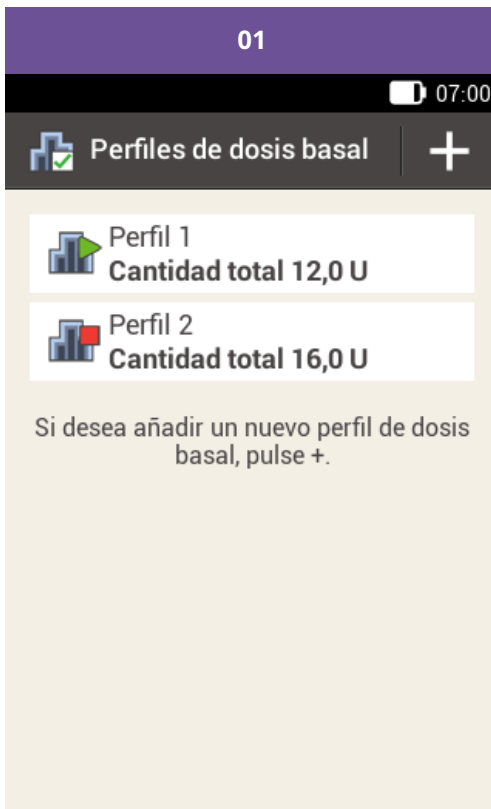 01
07:00
Perfiles de dosis basal
Perfil 1
Cantidad total 12,0 U
Perfil 2
Cantidad total 16,0 U
Si desea añadir un nuevo perfil de dosis
basal, pulse +.